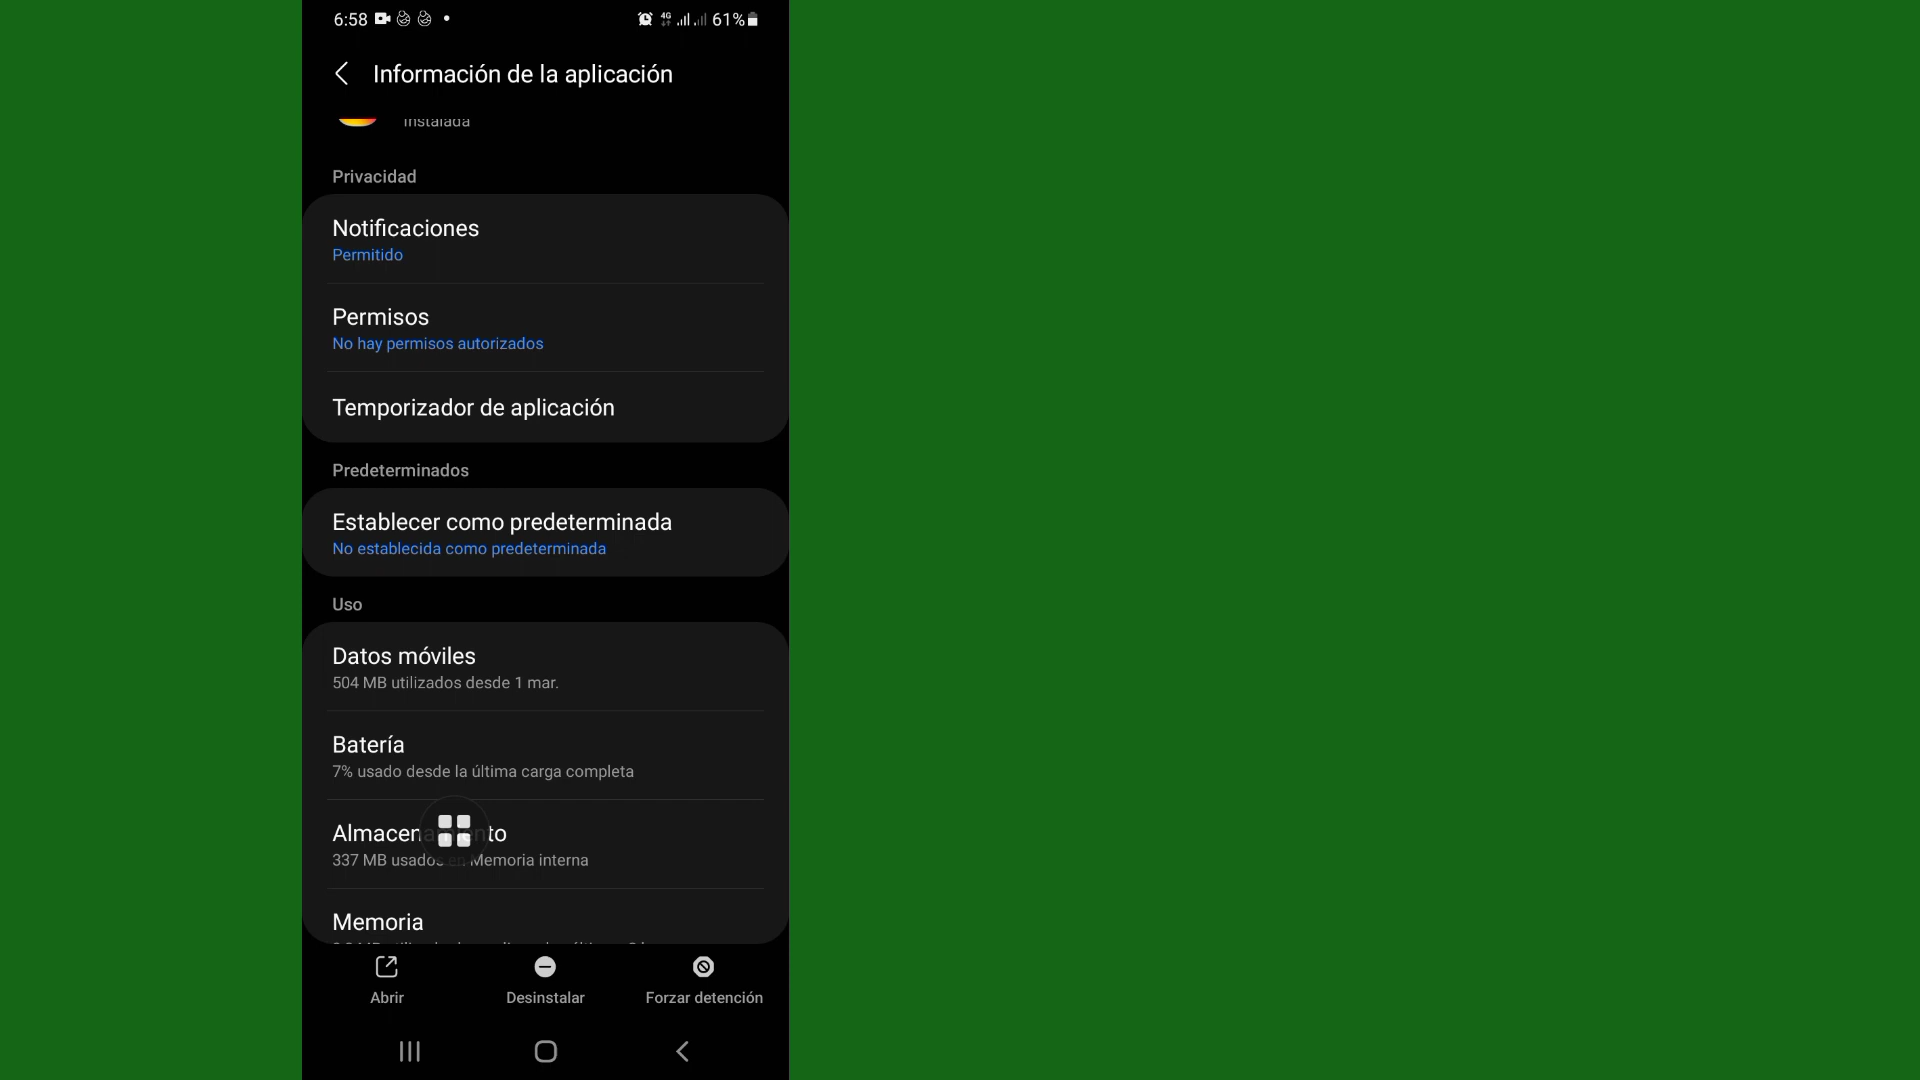 6:58
4G 61%
Información de la aplicación
Instalada
Privacidad
Notificaciones
Permitido
Permisos
No hay permisos autorizados
Temporizador de aplicación
Predeterminados
Establecer como predeterminada
No establecida como predeterminada
Uso
Datos móviles
504 MB utilizados desde 1 mar.
Batería
7% usado desde la última carga completa
Almacenamiento
337 MB usados en Memoria interna
Memoria
Abrir
Desinstalar
Forzar detención